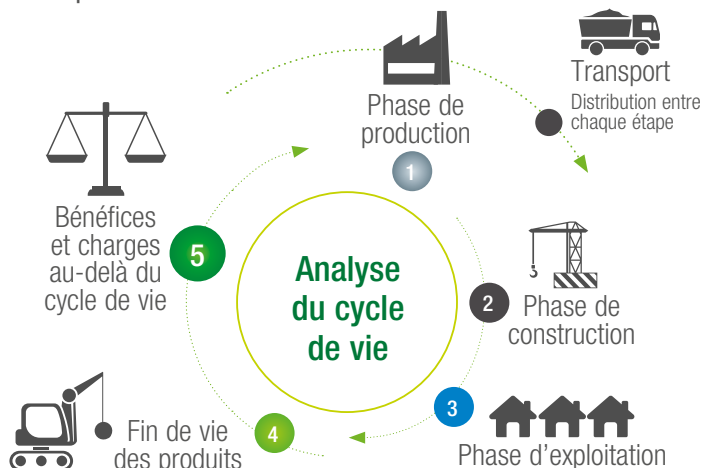 Transport
Distribution entre
chaque étape
Phase de
production
1
Bénéfices
et charges
au-delà du
cycle de vie
5
Analyse
du cycle
de vie
2
Phase de
construction
3
Phase d'exploitation
4
Fin de vie
des produits